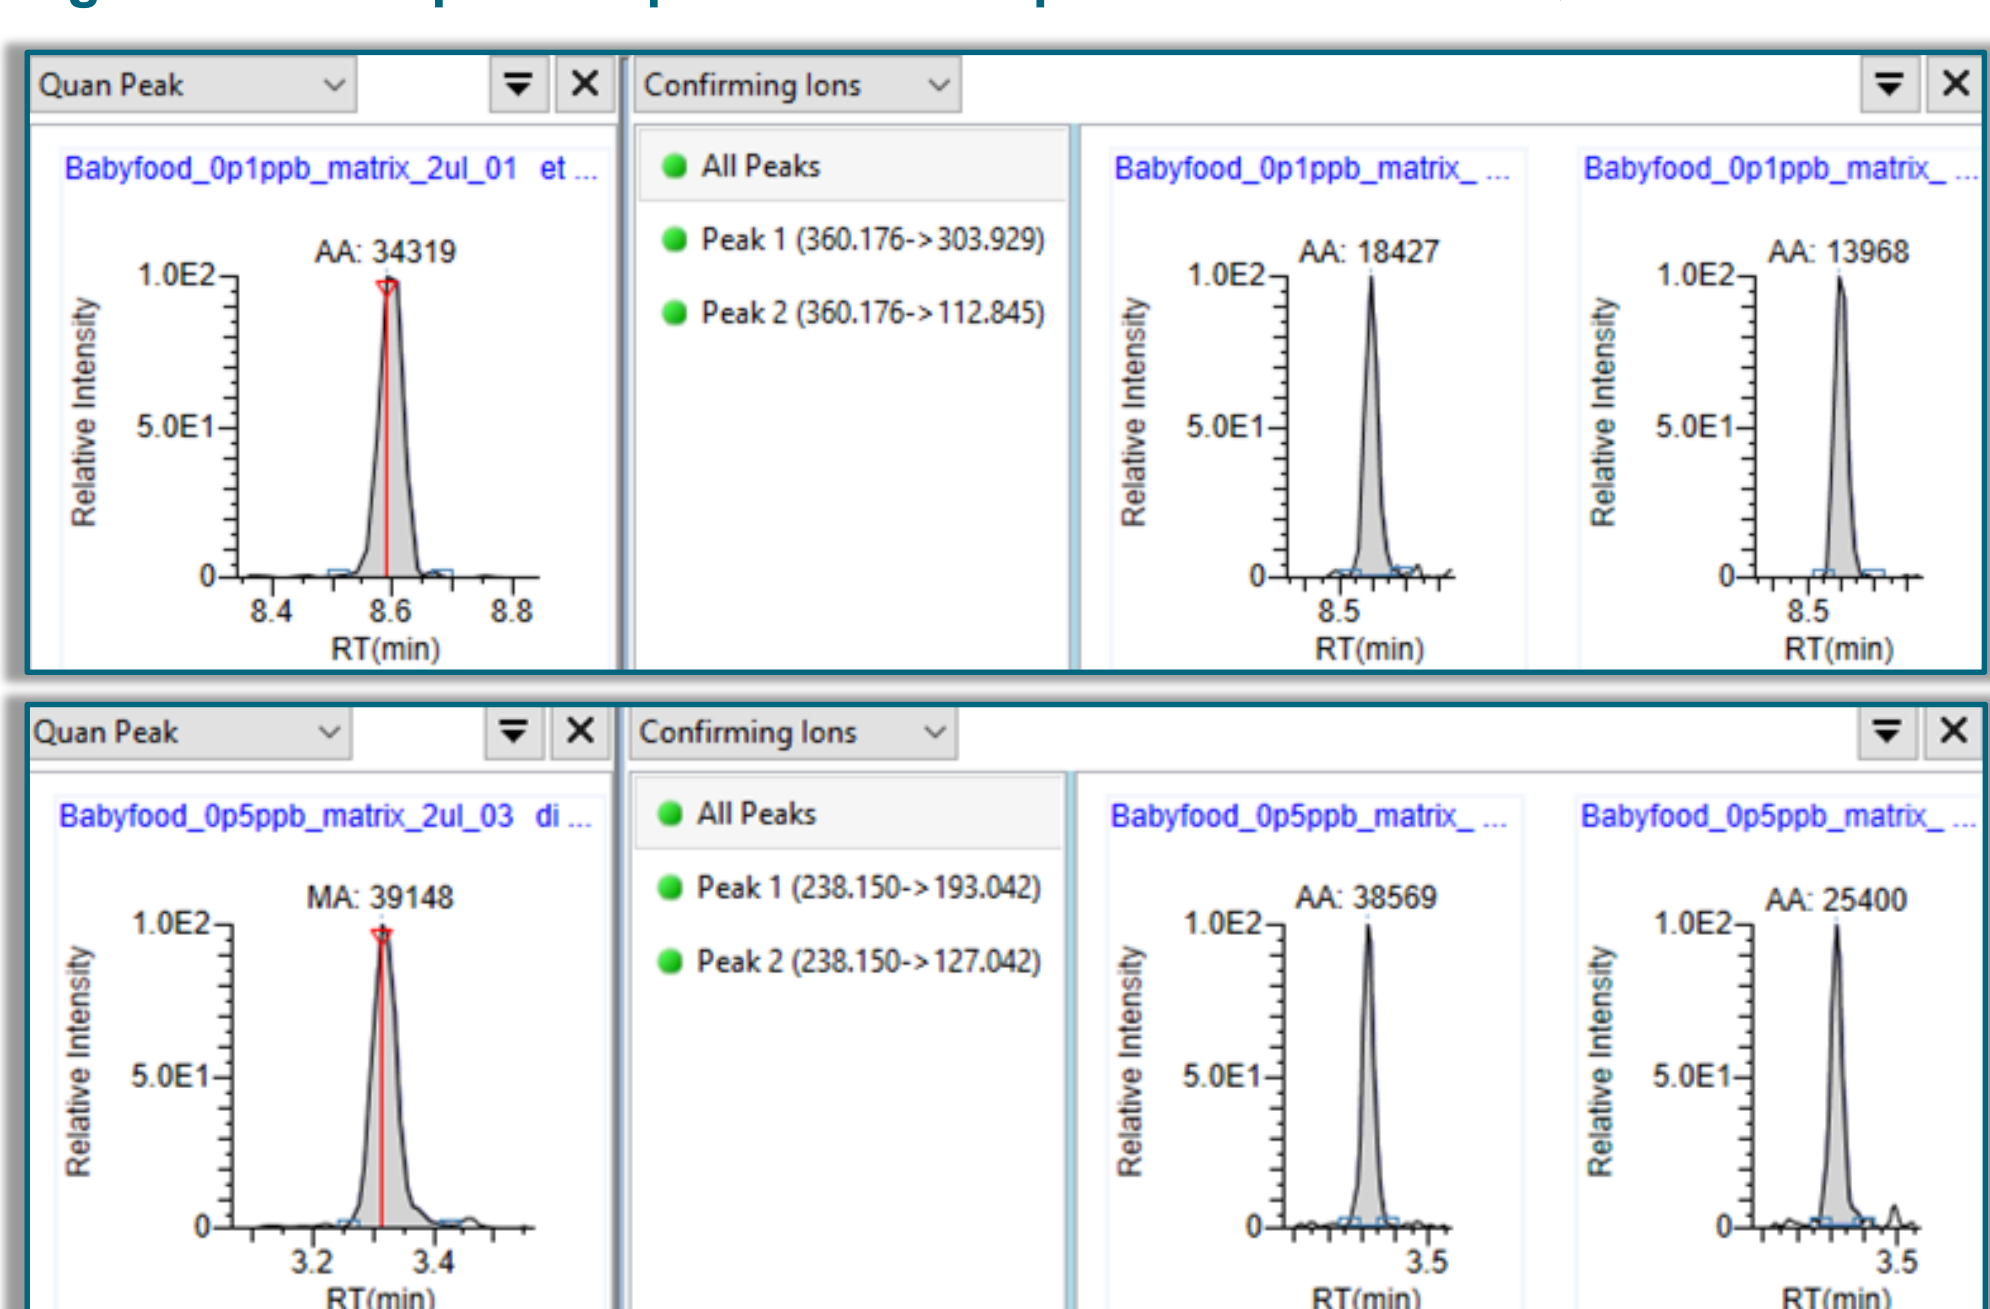 Quan Peak
Confirming Ions
Babyfood_0p1ppb_matrix_2ul_01 et ...
AA: 34319
1.0E2
5.0E1
0
Relative Intensity
8.4 8.6 8.8
RT(min)
All Peaks
Peak 1 (360.176->303.929)
Peak 2 (360.176->112.845)
Babyfood_0p1ppb_matrix_ ...
AA: 18427
1.0E2
5.0E1
0
Relative Intensity
8.5
RT(min)
Babyfood_0p1ppb_matrix_ ...
AA: 13968
1.0E2
5.0E1
0
Relative Intensity
8.5
RT(min)
Quan Peak
Confirming Ions
Babyfood_0p5ppb_matrix_2ul_03 di ...
MA: 39148
1.0E2
5.0E1
0
Relative Intensity
3.2 3.4
RT(min)
All Peaks
Peak 1 (238.150->193.042)
Peak 2 (238.150->127.042)
Babyfood_0p5ppb_matrix_ ...
AA: 38569
1.0E2
5.0E1
0
Relative Intensity
3.5
RT(min)
Babyfood_0p5ppb_matrix_ ...
AA: 25400
1.0E2
5.0E1
0
Relative Intensity
3.5
RT(min)